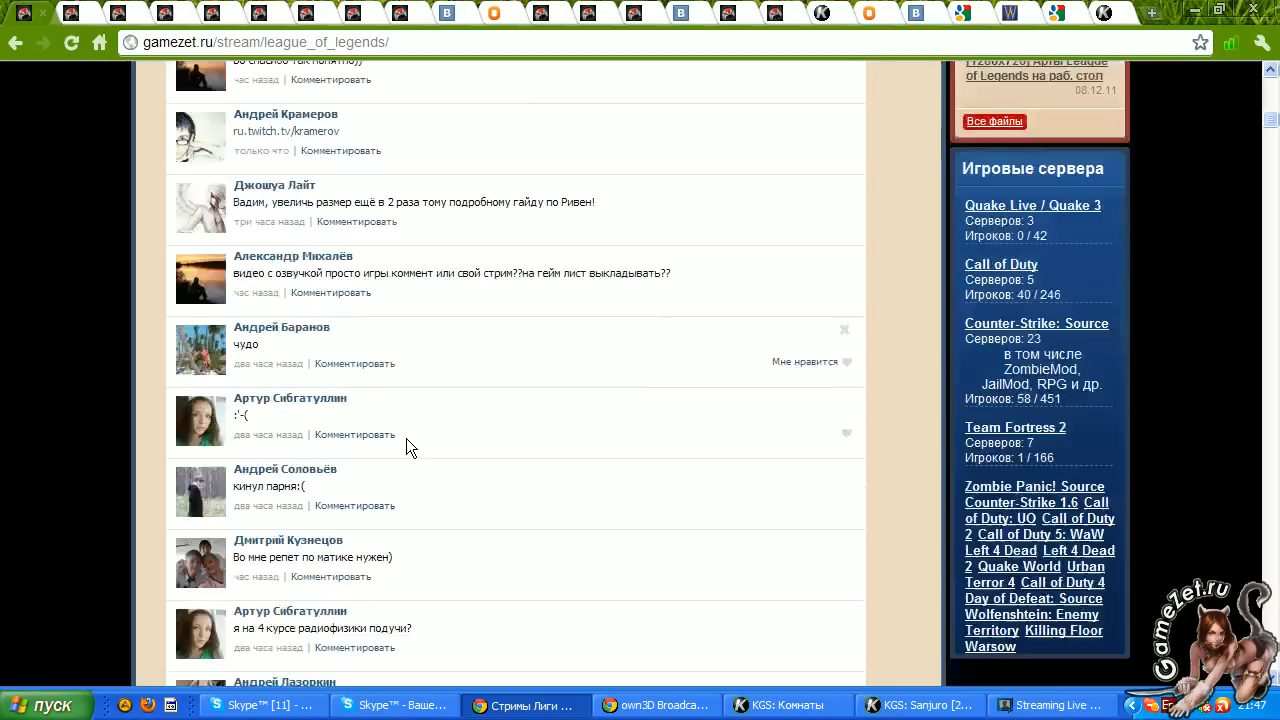 gamezet.ru/stream/league_of_legends/
час назад | Комментировать
Андрей Крамеров
ru.twitch.tv/kramerov
только что | Комментировать
Джошуа Лайт
Вадим, увеличь размер ещё в 2 раза тому подробному гайду по Ривен!
три часа назад | Комментировать
Александр Михалёв
видео с озвучкой просто игры.коммент или свой стрим??на гейм лист выкладывать??
час назад | Комментировать
Андрей Баранов
чудо
два часа назад | Комментировать
Мне нравится
Артур Сибгатуллин
:'-(
два часа назад | Комментировать
Андрей Соловьёв
кинул парня:(
два часа назад | Комментировать
Дмитрий Кузнецов
Во мне репет по матике нужен)
час назад | Комментировать
Артур Сибгатуллин
я на 4 курсе радиофизики подучи?
два часа назад | Комментировать
Андрей Лазоркин
[1280x720] Арты League
of Legends на раб. стол
08.12.11
Все файлы
Игровые сервера
Quake Live / Quake 3
Серверов: 3
Игроков: 0 / 42
Call of Duty
Серверов: 5
Игроков: 40 / 246
Counter-Strike: Source
Серверов: 23
в том числе
ZombieMod,
JailMod, RPG и др.
Игроков: 58 / 451
Team Fortress 2
Серверов: 7
Игроков: 1 / 166
Zombie Panic! Source
Counter-Strike 1.6 Call
of Duty: UO Call of Duty
2 Call of Duty 5: WaW
Left 4 Dead Left 4 Dead
2 Quake World Urban
Terror 4 Call of Duty 4
Day of Defeat: Source
Wolfenshtein: Enemy
Territory Killing Floor
Warsow
GameZet.ru
пуск
Skype™ [11] - ...
Skype™ - Ваше...
Стримы Лиги ...
own3D Broadca...
KGS: Комнаты
KGS: Sanjuro [2...
Streaming Live ...
21:47